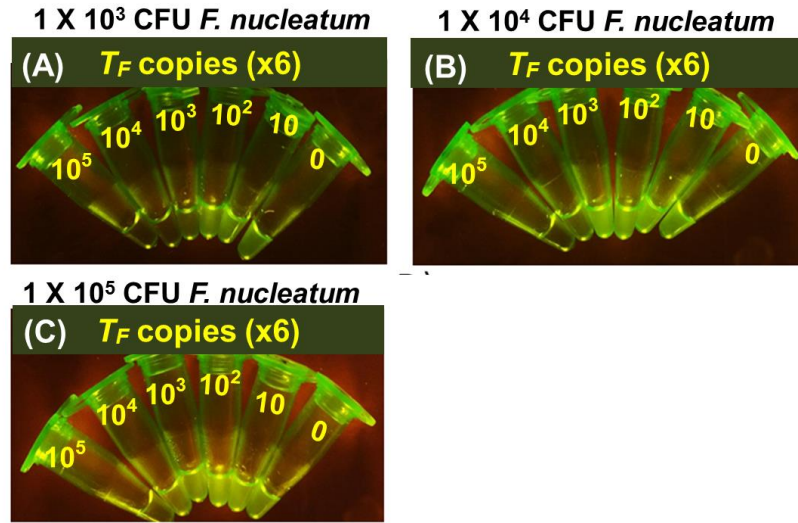 1 X 10³ CFU F. nucleatum
(A) T_F copies (x6)
10⁵ 10⁴ 10³ 10² 10 0
1 X 10⁴ CFU F. nucleatum
(B) T_F copies (x6)
10⁵ 10⁴ 10³ 10² 10 0
1 X 10⁵ CFU F. nucleatum
(C) T_F copies (x6)
10⁵ 10⁴ 10³ 10² 10 0